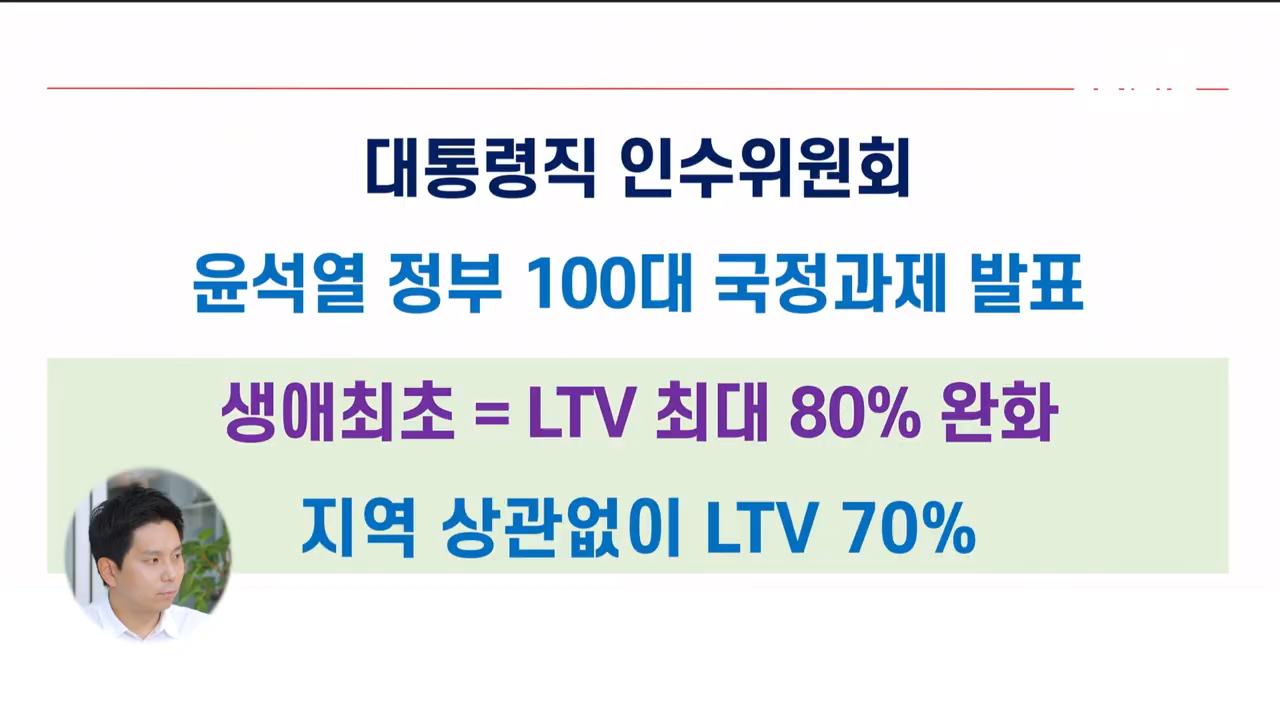 대통령직 인수위원회
윤석열 정부 100대 국정과제 발표
생애최초 = LTV 최대 80% 완화
지역 상관없이 LTV 70%